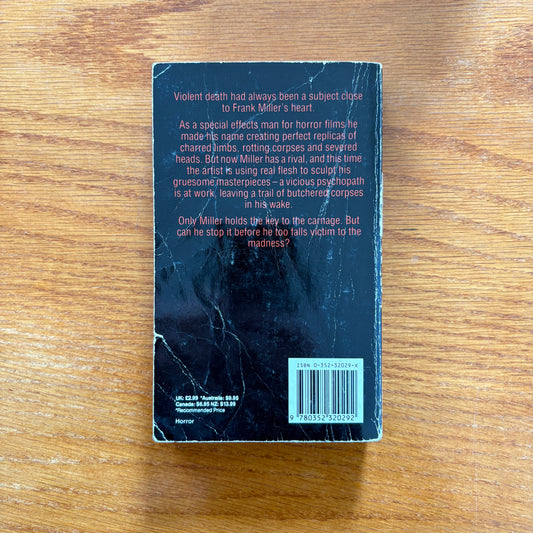 Violent death had always been a subject close
to Frank Miller's heart.
As a special effects man for horror films he
made his name creating perfect replicas of
charred limbs, rotting corpses and severed
heads. But now Miller has a rival, and this time
the artist is using real flesh to sculpt his
gruesome masterpieces – a vicious psychopath
is at work, leaving a trail of butchered corpses
in his wake.
Only Miller holds the key to the carnage. But
can he stop it before he too falls victim to the
madness?
ISBN 0-352-32029-X
9 780352 320292
UK: £2.99 *Australia: $9.95
Canada: $6.95 NZ: $13.99
*Recommended Price
Horror